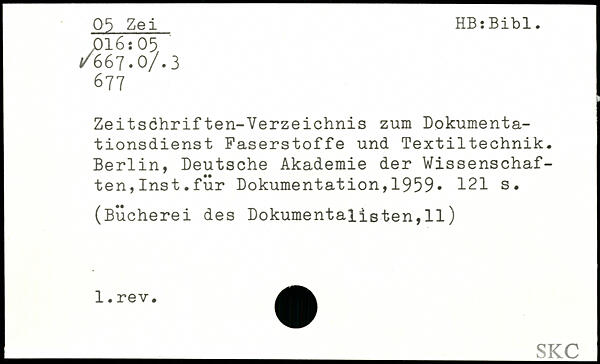 05 Zei HB:Bibl.
016:05
✓667.0/.3
677
Zeitschriften-Verzeichnis zum Dokumenta-
tionsdienst Faserstoffe und Textiltechnik.
Berlin, Deutsche Akademie der Wissenschaf-
ten,Inst.für Dokumentation,1959. 121 s.
(Bücherei des Dokumentalisten,11)
1.rev.
SKC